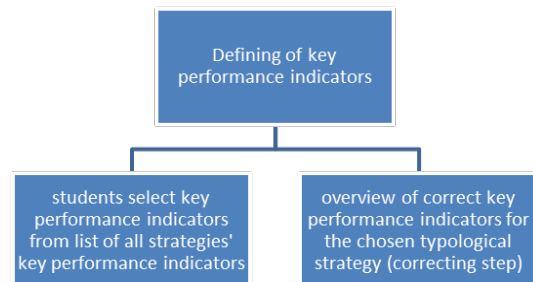 Defining of key
performance indicators
students select key
performance indicators
from list of all strategies'
key performance indicators
overview of correct key
performance indicators for
the chosen typological
strategy (correcting step)